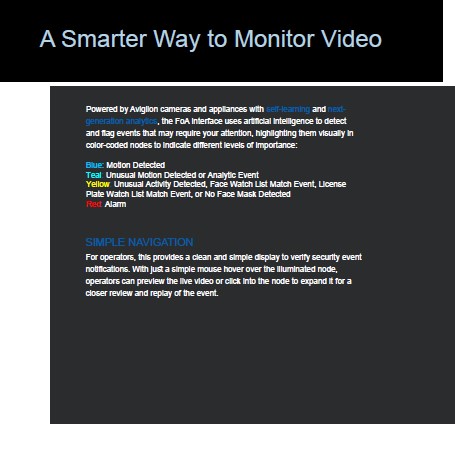 A Smarter Way to Monitor Video
Powered by Avigilon cameras and appliances with self-learning and next-
generation analytics, the FoA interface uses artificial intelligence to detect
and flag events that may require your attention, highlighting them visually in
color-coded nodes to indicate different levels of importance:
Blue: Motion Detected
Teal Unusual Motion Detected or Analytic Event
Yellow Unusual Activity Detected, Face Watch List Match Event, License
Plate Watch List Match Event, or No Face Mask Detected
Red Alarm
SIMPLE NAVIGATION
For operators, this provides a clean and simple display to verify security event
notifications. With just a simple mouse hover over the illuminated node,
operators can preview the live video or click into the node to expand it for a
closer review and replay of the event.